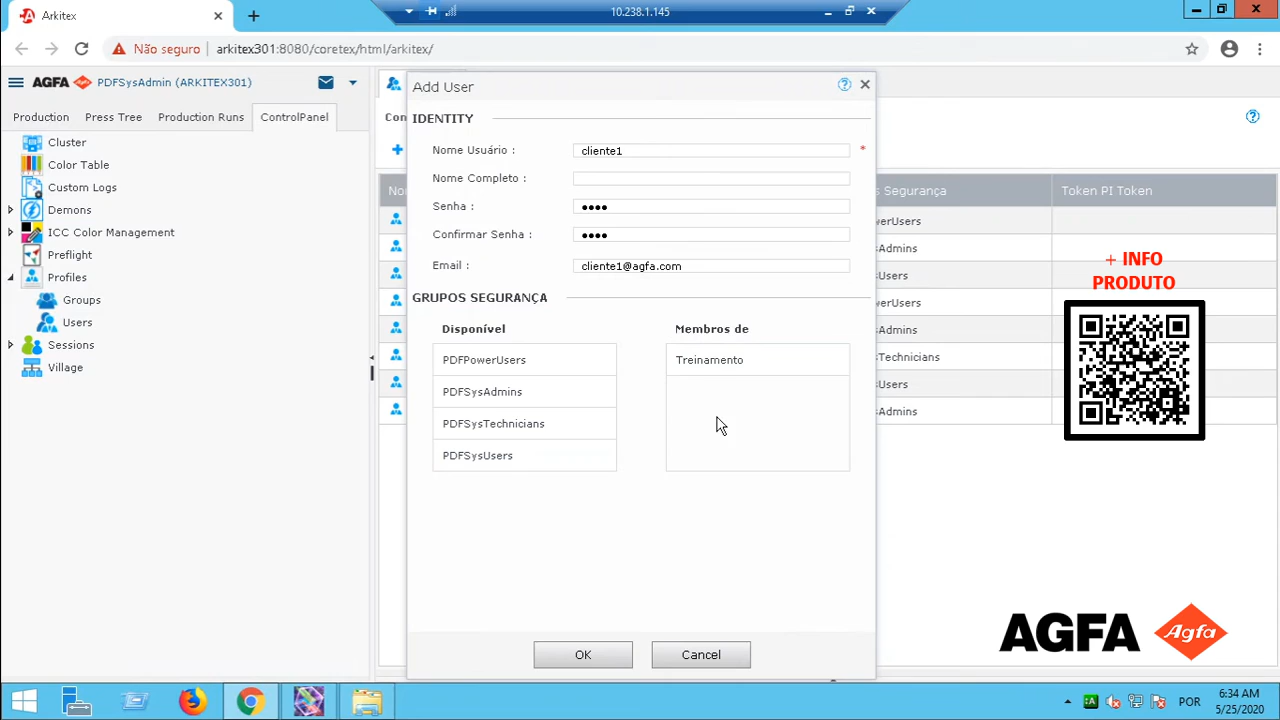 Arkitex
10.238.1.145
Não seguro
arkitex301:8080/coretex/html/arkitex/
AGFA PDFSysAdmin (ARKITEX301)
Production
Press Tree
Production Runs
ControlPanel
Cluster
Color Table
Custom Logs
Demons
ICC Color Management
Preflight
Profiles
Groups
Users
Sessions
Village
Add User
IDENTITY
Nome Usuário :
cliente1
*
Nome Completo :
Senha :
••••
Confirmar Senha :
••••
Email :
cliente1@agfa.com
GRUPOS SEGURANÇA
Disponível
Membros de
PDFPowerUsers
PDFSysAdmins
PDFSysTechnicians
PDFSysUsers
Treinamento
OK
Cancel
Segurança
Token PI Token
+ INFO
PRODUTO
AGFA
Agfa
POR
6:34 AM
5/25/2020